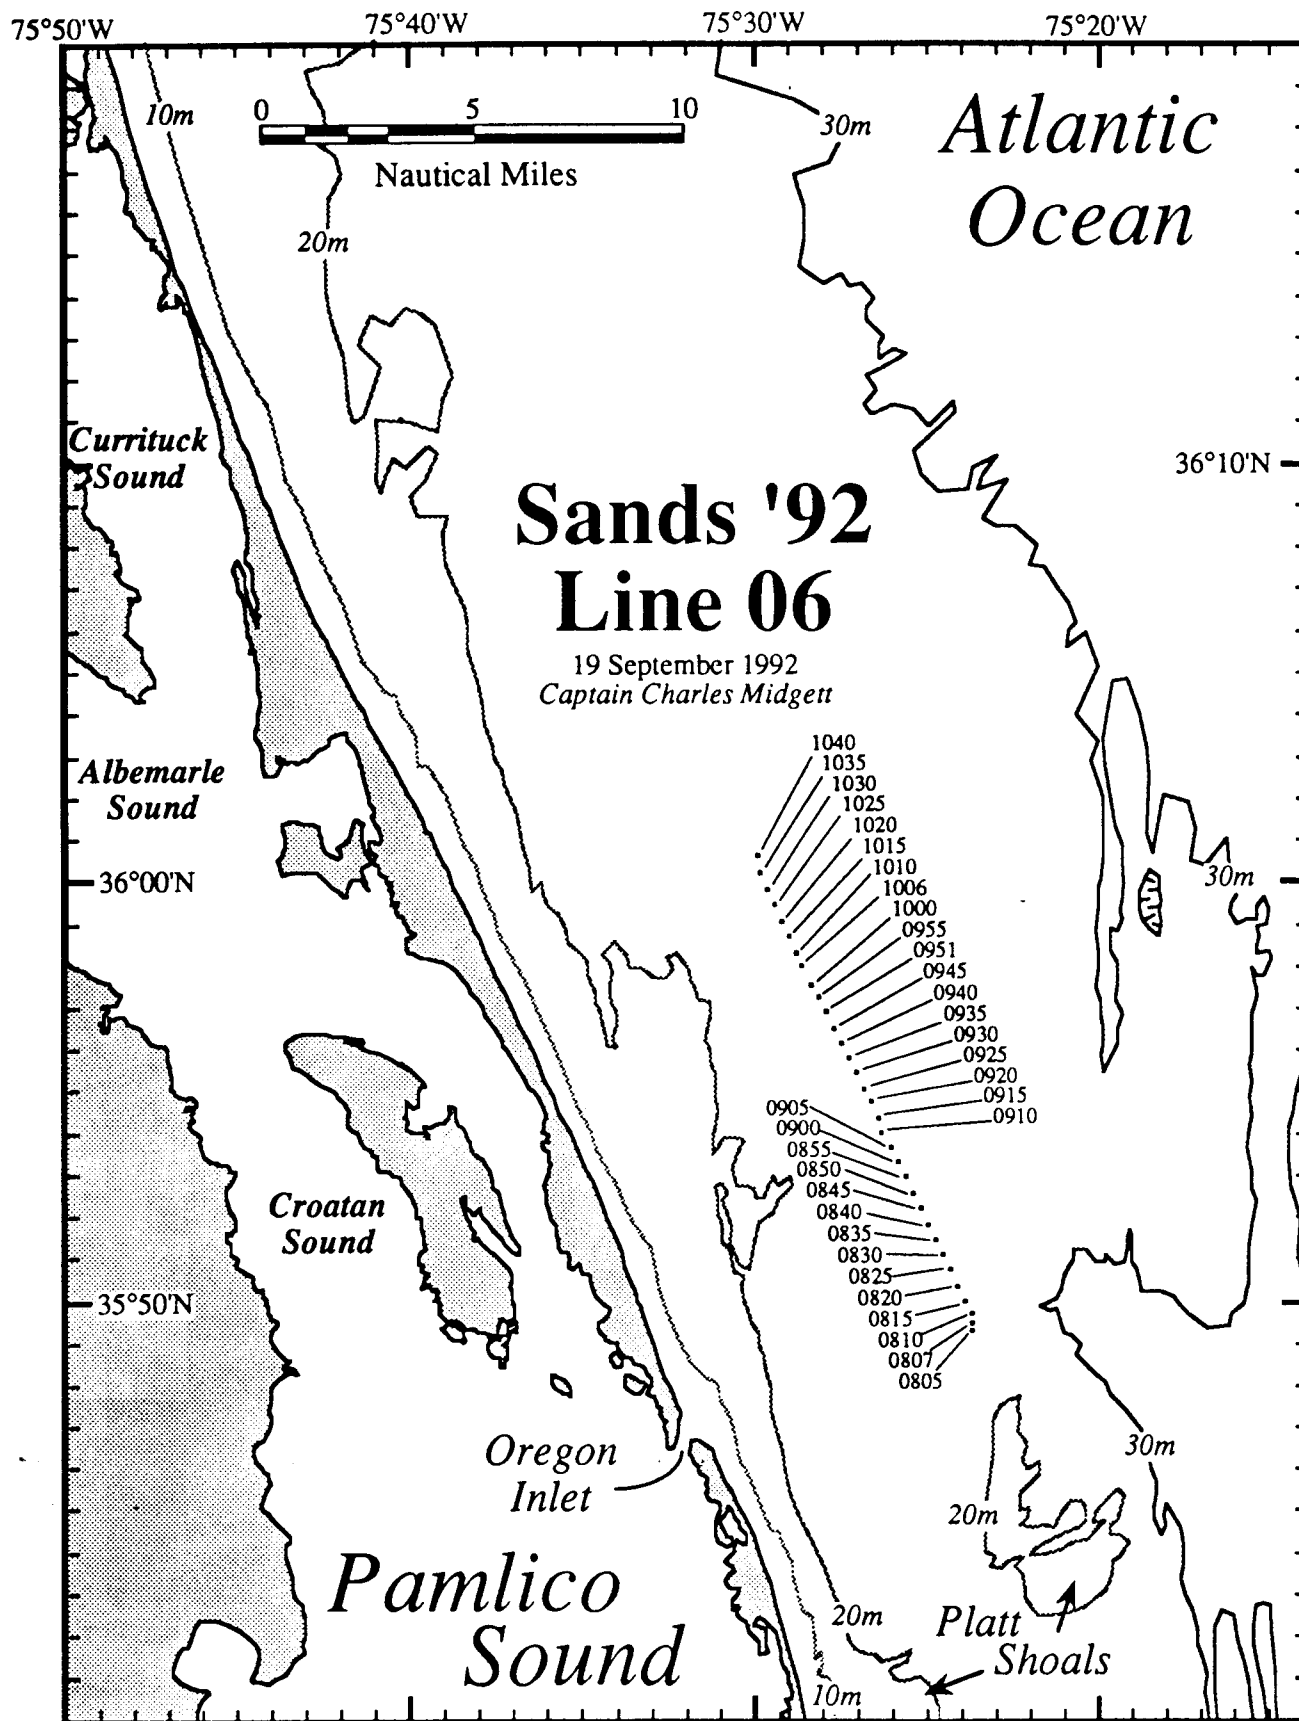 75°50'W
75°40'W
75°30'W
75°20'W
10m
0
5
10
Nautical Miles
20m
30m
Atlantic
Ocean
Currituck
Sound
36°10'N
Sands '92
Line 06
19 September 1992
Captain Charles Midgett
Albemarle
Sound
36°00'N
30m
1040
1035
1030
1025
1020
1015
1010
1006
1000
0955
0951
0945
0940
0935
0930
0925
0920
0915
0910
0905
0900
0855
0850
0845
0840
0835
0830
0825
0820
0815
0810
0807
0805
Croatan
Sound
35°50'N
Oregon
Inlet
30m
20m
Pamlico
Sound
20m
Platt
Shoals
10m